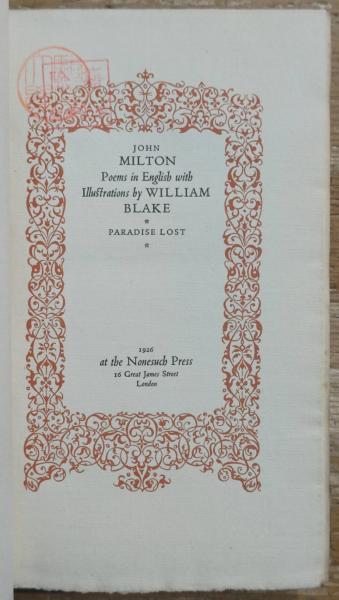 JOHN
MILTON
Poems in English with
Illustrations by WILLIAM
BLAKE
*
PARADISE LOST
*
1926
at the Nonesuch Press
16 Great James Street
London